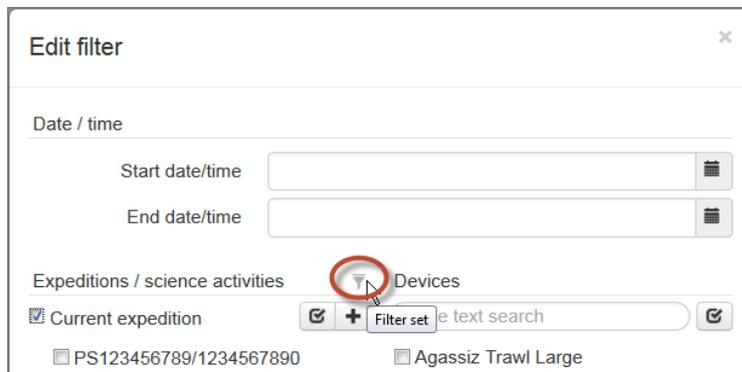 Edit filter
×
Date / time
Start date/time
End date/time
Expeditions / science activities
Devices
Current expedition
Filter set
e text search
PS123456789/1234567890
Agassiz Trawl Large